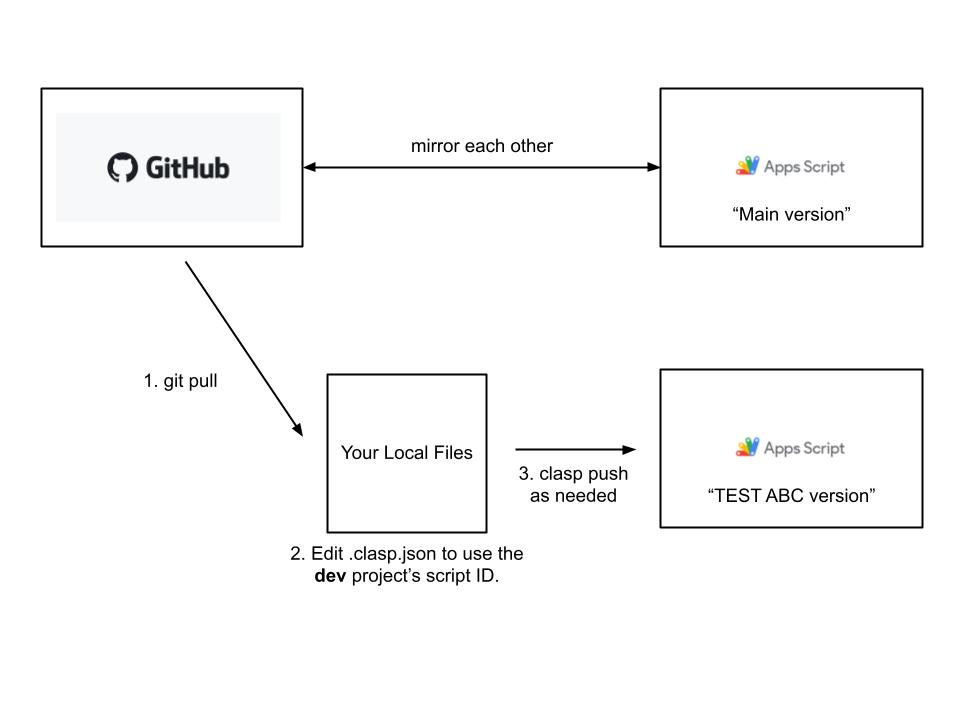 GitHub
mirror each other
Apps Script
“Main version”
1. git pull
Your Local Files
3. clasp push
as needed
Apps Script
“TEST ABC version”
2. Edit .clasp.json to use the
dev project’s script ID.